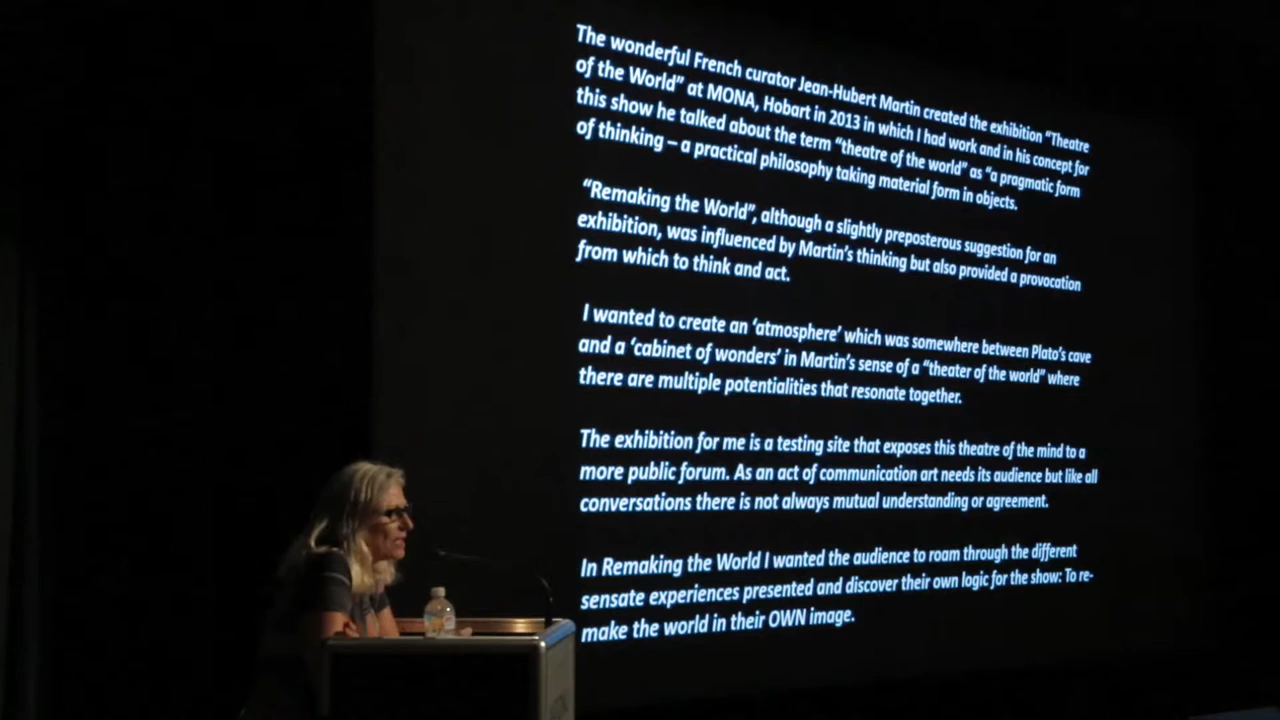 The wonderful French curator Jean-Hubert Martin created the exhibition “Theatre
of the World” at MONA, Hobart in 2013 in which I had work and in his concept for
this show he talked about the term “theatre of the world” as “a pragmatic form
of thinking – a practical philosophy taking material form in objects.
“Remaking the World”, although a slightly preposterous suggestion for an
exhibition, was influenced by Martin’s thinking but also provided a provocation
from which to think and act.
I wanted to create an ‘atmosphere’ which was somewhere between Plato’s cave
and a ‘cabinet of wonders’ in Martin’s sense of a “theater of the world” where
there are multiple potentialities that resonate together.
The exhibition for me is a testing site that exposes this theatre of the mind to a
more public forum. As an act of communication art needs its audience but like all
conversations there is not always mutual understanding or agreement.
In Remaking the World I wanted the audience to roam through the different
sensate experiences presented and discover their own logic for the show: To re-
make the world in their OWN image.